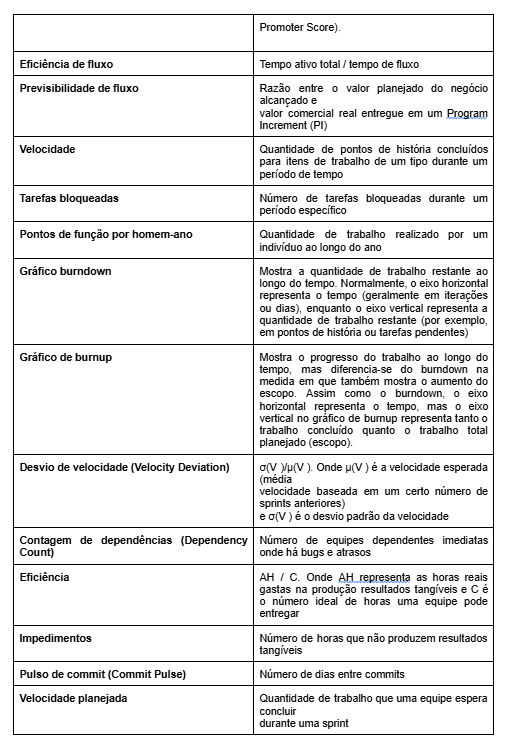 Promoter Score).
Eficiência de fluxo
Tempo ativo total / tempo de fluxo
Previsibilidade de fluxo
Razão entre o valor planejado do negócio
alcançado e
valor comercial real entregue em um Program
Increment (PI)
Velocidade
Quantidade de pontos de história concluídos
para itens de trabalho de um tipo durante um
período de tempo
Tarefas bloqueadas
Número de tarefas bloqueadas durante um
período específico
Pontos de função por homem-ano
Quantidade de trabalho realizado por um
indivíduo ao longo do ano
Gráfico burndown
Mostra a quantidade de trabalho restante ao
longo do tempo. Normalmente, o eixo horizontal
representa o tempo (geralmente em iterações
ou dias), enquanto o eixo vertical representa a
quantidade de trabalho restante (por exemplo,
em pontos de história ou tarefas pendentes)
Gráfico de burnup
Mostra o progresso do trabalho ao longo do
tempo, mas diferencia-se do burndown na
medida em que também mostra o aumento do
escopo. Assim como o burndown, o eixo
horizontal representa o tempo, mas o eixo
vertical no gráfico de burnup representa tanto o
trabalho concluído quanto o trabalho total
planejado (escopo).
Desvio de velocidade (Velocity Deviation)
σ(V )/μ(V ). Onde μ(V ) é a velocidade esperada
(média
velocidade baseada em um certo número de
sprints anteriores)
e σ(V ) é o desvio padrão da velocidade
Contagem de dependências (Dependency
Count)
Número de equipes dependentes imediatas
onde há bugs e atrasos
Eficiência
AH / C. Onde AH representa as horas reais
gastas na produção resultados tangíveis e C é
o número ideal de horas uma equipe pode
entregar
Impedimentos
Número de horas que não produzem resultados
tangíveis
Pulso de commit (Commit Pulse)
Número de dias entre commits
Velocidade planejada
Quantidade de trabalho que uma equipe espera
concluir
durante uma sprint